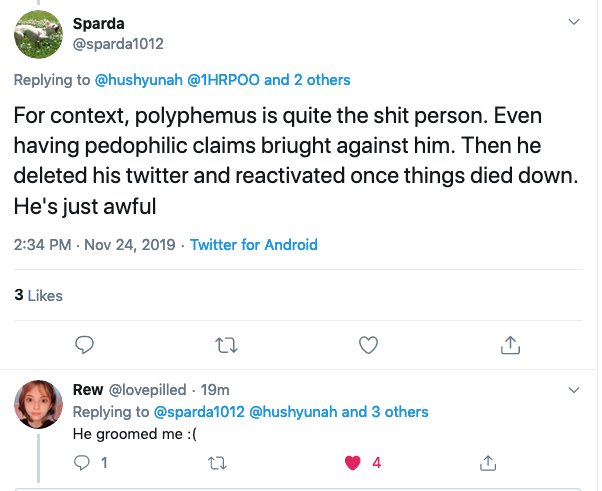 Sparda
@sparda1012
Replying to @hushyunah @1HRPOO and 2 others
For context, polyphemus is quite the shit person. Even
having pedophilic claims briught against him. Then he
deleted his twitter and reactivated once things died down.
He's just awful
2:34 PM · Nov 24, 2019 · Twitter for Android
3 Likes
Rew @lovepilled · 19m
Replying to @sparda1012 @hushyunah and 3 others
He groomed me :(
1 4